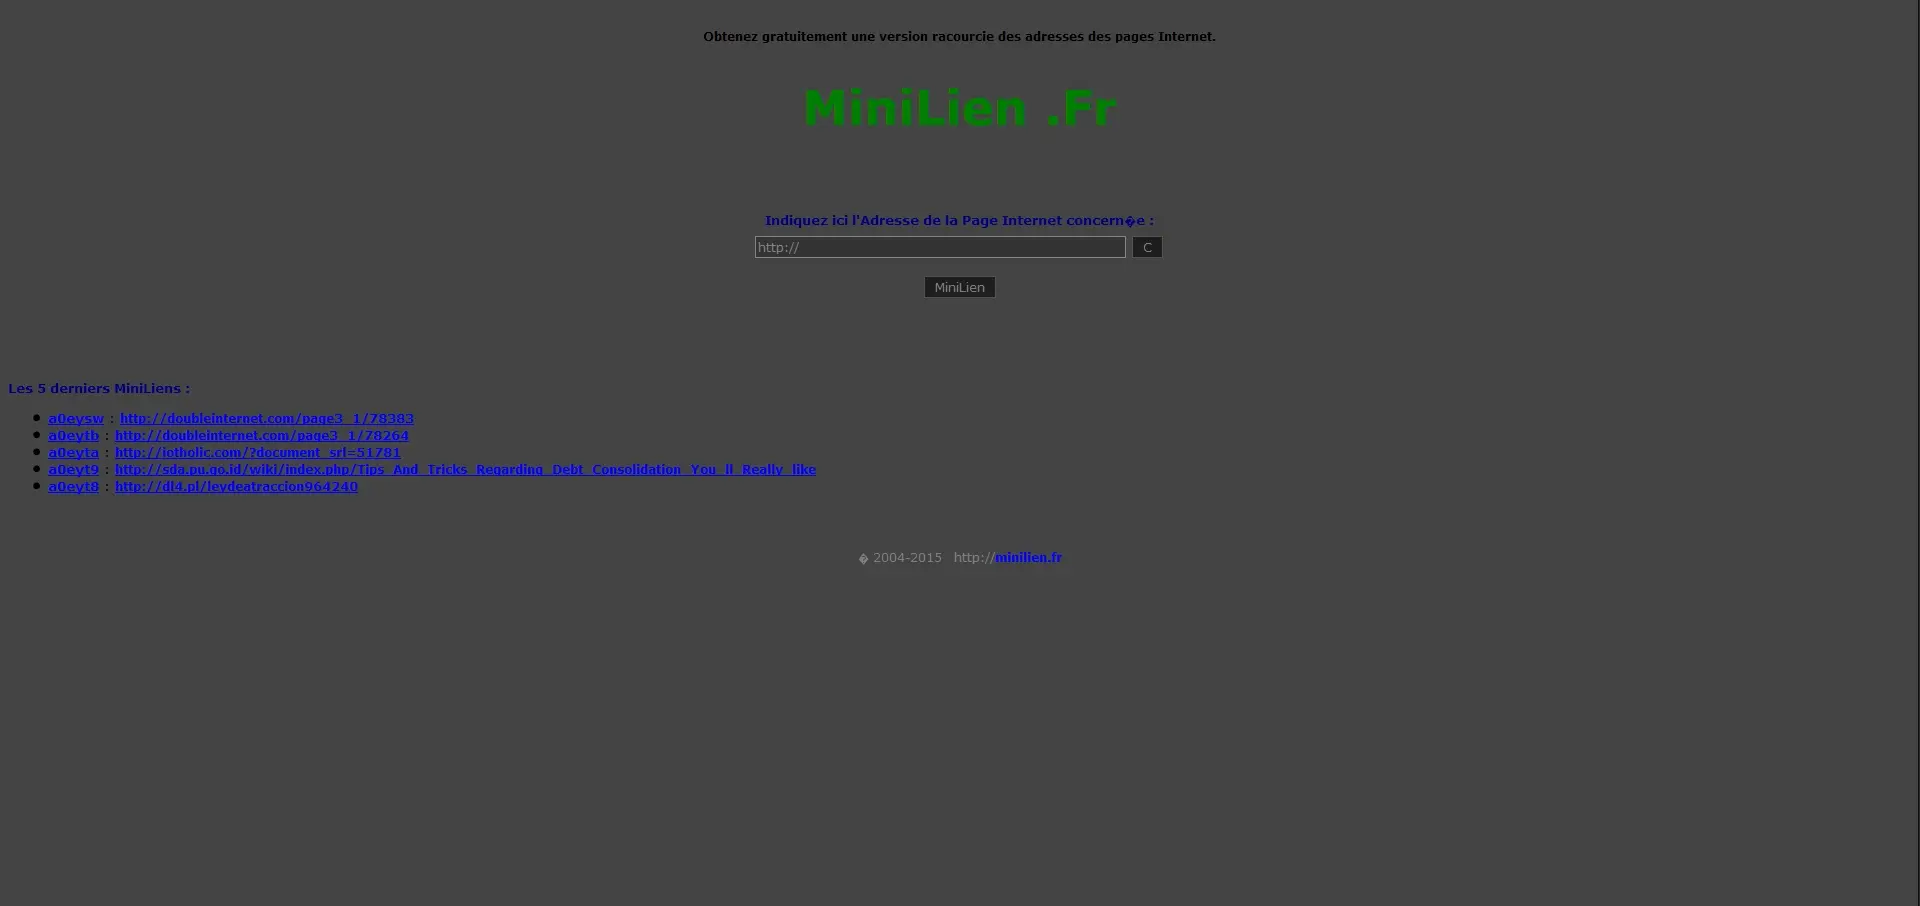 Obtenez gratuitement une version racourcie des adresses des pages Internet.
MiniLien .Fr
Indiquez ici l'Adresse de la Page Internet concern�e :
http:// C
MiniLien
Les 5 derniers MiniLiens :
a0eysw : http://doubleinternet.com/page3_1/78383
a0eytb : http://doubleinternet.com/page3_1/78264
a0eyta : http://iotholic.com/?document_srl=51781
a0eyt9 : http://sda.pu.go.id/wiki/index.php/Tips_And_Tricks_Regarding_Debt_Consolidation_You_ll_Really_like
a0eyt8 : http://dl4.pl/leydeatraccion964240
� 2004-2015 http://minilien.fr